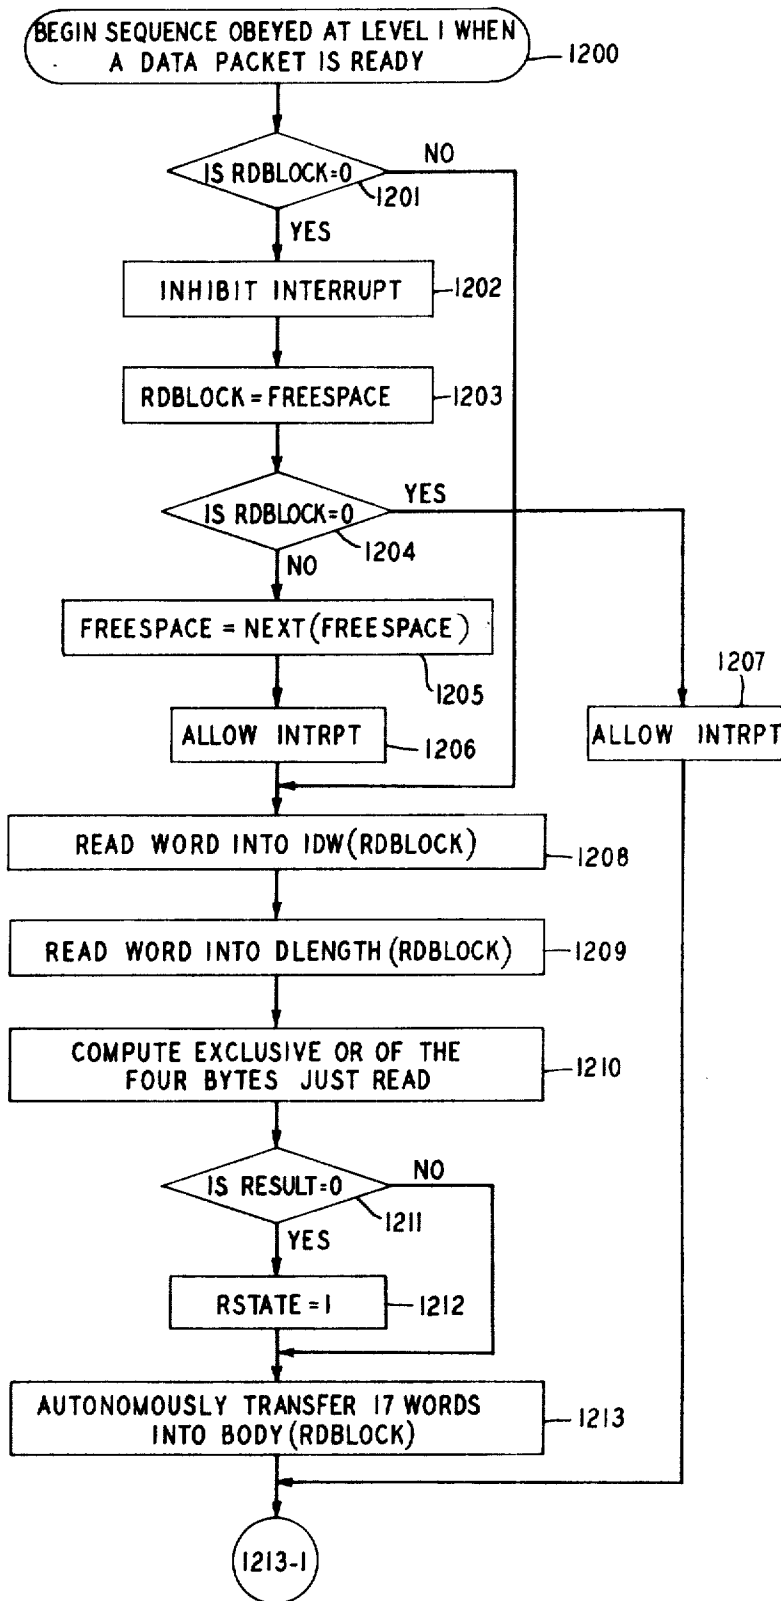 BEGIN SEQUENCE OBEYED AT LEVEL 1 WHEN
A DATA PACKET IS READY
1200
IS RDBLOCK=0
NO
1201
YES
INHIBIT INTERRUPT
1202
RDBLOCK=FREESPACE
1203
IS RDBLOCK=0
YES
1204
NO
FREESPACE = NEXT(FREESPACE)
1205
1207
ALLOW INTRPT
1206
ALLOW INTRPT
READ WORD INTO IDW(RDBLOCK)
1208
READ WORD INTO DLENGTH(RDBLOCK)
1209
COMPUTE EXCLUSIVE OR OF THE
FOUR BYTES JUST READ
1210
IS RESULT=0
NO
1211
YES
RSTATE=1
1212
AUTONOMOUSLY TRANSFER 17 WORDS
INTO BODY(RDBLOCK)
1213
1213-1